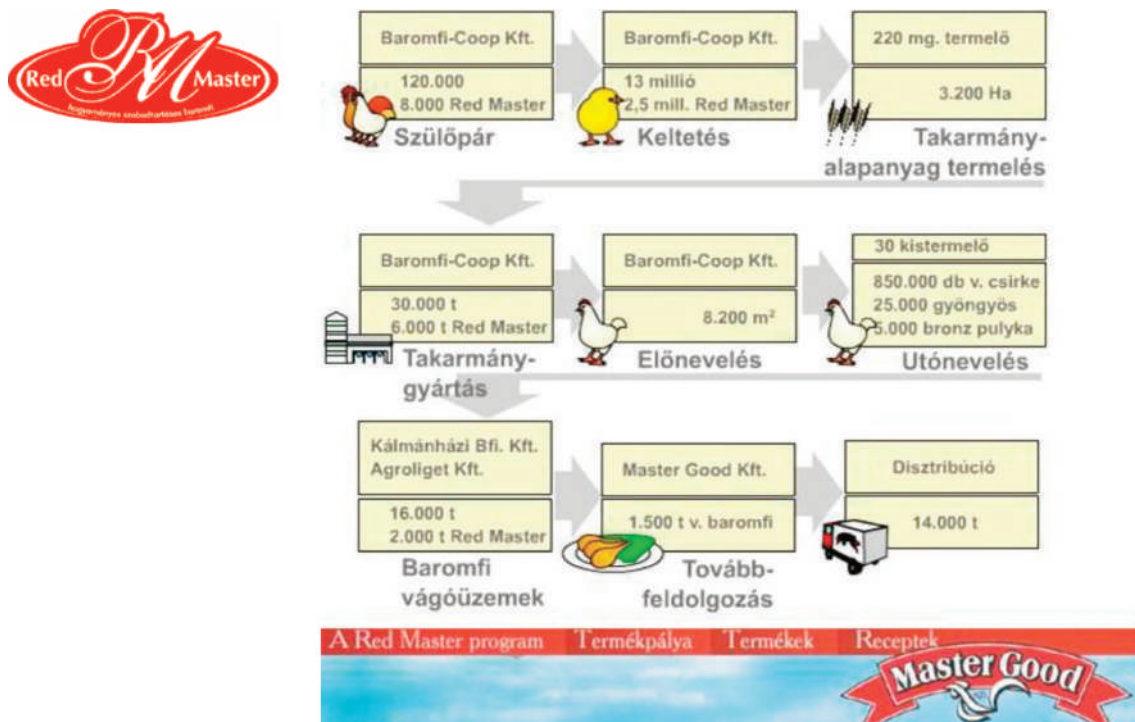 Red RM Master
hagyományos szabadtartásos baromfi
Baromfi-Coop Kft.
120.000
8.000 Red Master
Szülőpár
Baromfi-Coop Kft.
13 millió
2,5 mill. Red Master
Keltetés
220 mg. termelő
3.200 Ha
Takarmány-
alapanyag termelés
Baromfi-Coop Kft.
30.000 t
6.000 t Red Master
Takarmány-
gyártás
Baromfi-Coop Kft.
8.200 m²
Előnevelés
30 kistermelő
850.000 db v. csirke
25.000 gyöngyös
5.000 bronz pulyka
Utónevelés
Kálmánházi Bfi. Kft.
Agroliget Kft.
16.000 t
2.000 t Red Master
Baromfi
vágóüzemek
Master Good Kft.
1.500 t v. baromfi
Tovább-
feldolgozás
Disztribúció
14.000 t
A Red Master program Termékpálya Termékek Receptek
Master Good